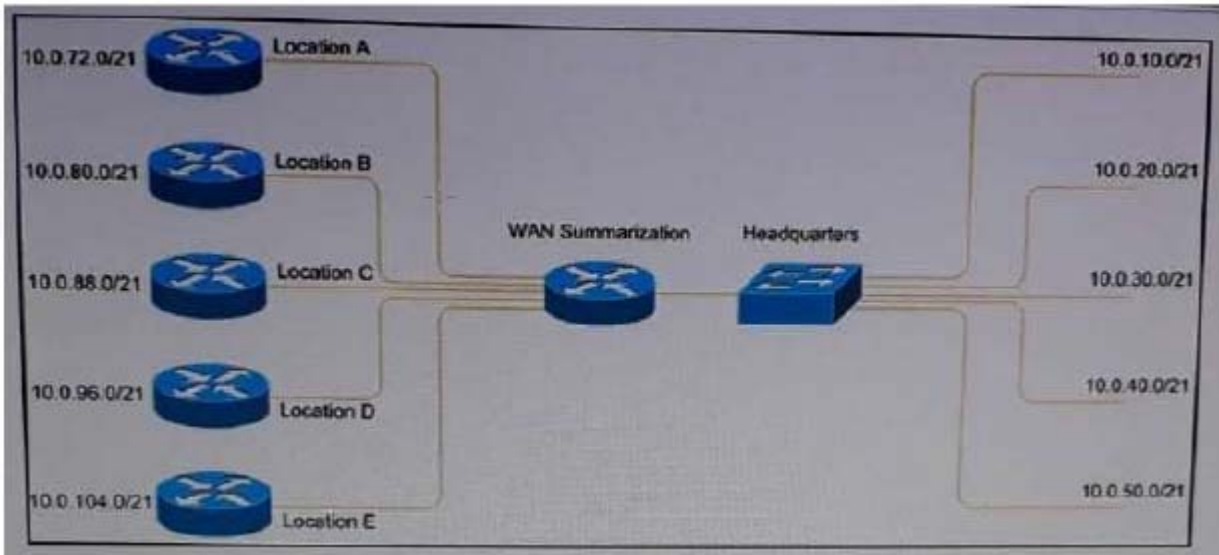 10.0.72.0/21
Location A
10.0.80.0/21
Location B
10.0.88.0/21
Location C
10.0.96.0/21
Location D
10.0.104.0/21
Location E
WAN Summarization
Headquarters
10.0.10.0/21
10.0.20.0/21
10.0.30.0/21
10.0.40.0/21
10.0.50.0/21